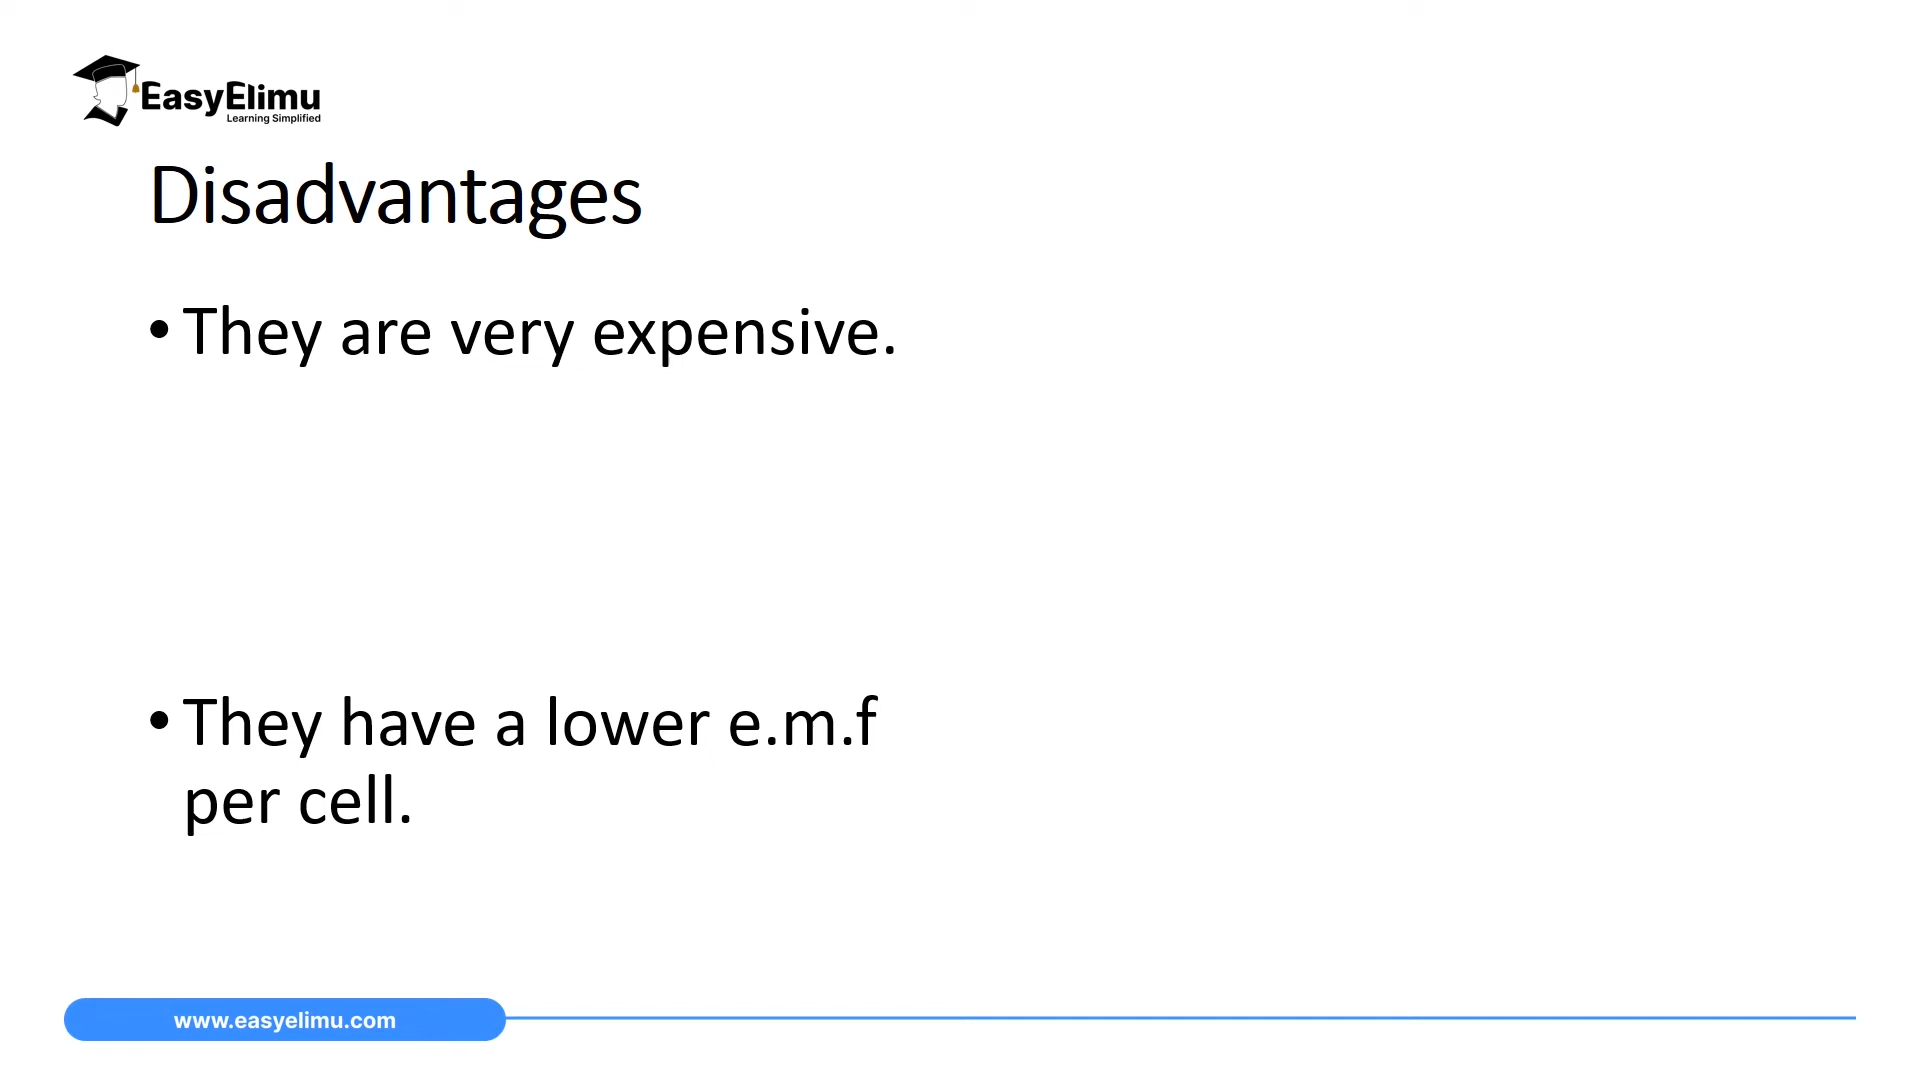 EasyElimu
Learning Simplified
Disadvantages
• They are very expensive.
• They have a lower e.m.f
per cell.
www.easyelimu.com